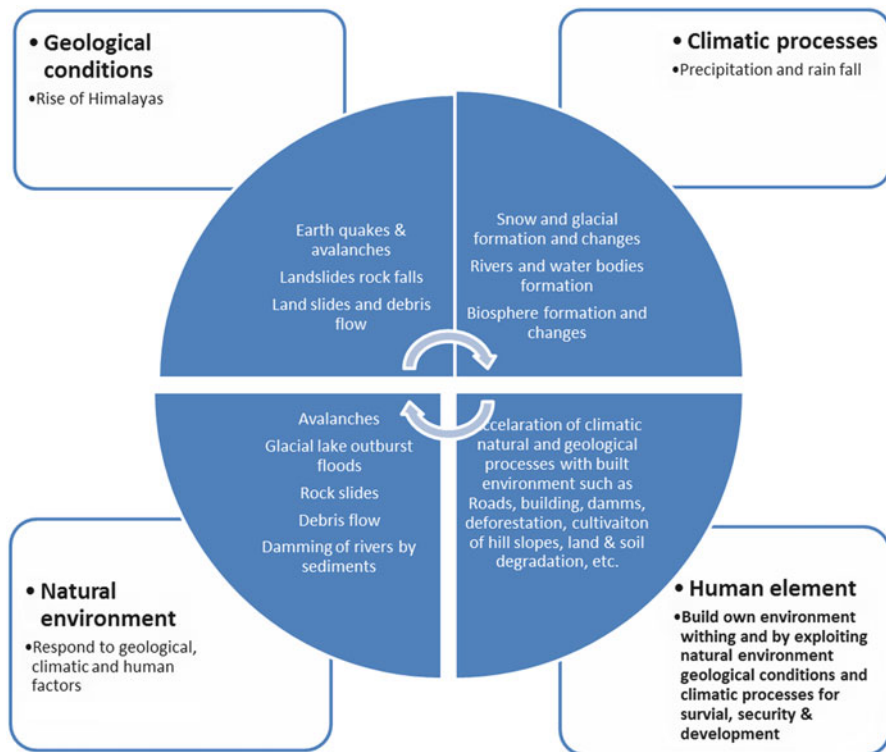 • Geological
conditions
•Rise of Himalayas
• Climatic processes
•Precipitation and rain fall
Earth quakes &
avalanches
Landslides rock falls
Land slides and debris
flow
Snow and glacial
formation and changes
Rivers and water bodies
formation
Biosphere formation and
changes
Avalanches
Glacial lake outburst
floods
Rock slides
Debris flow
Damming of rivers by
sediments
ccelaration of climatic
natural and geological
processes with built
environment such as
Roads, building, damms,
deforestation, cultivaiton
of hill slopes, land & soil
degradation, etc.
• Natural
environment
•Respond to geological,
climatic and human
factors
• Human element
•Build own environment
withing and by exploiting
natural environment
geological conditions and
climatic processes for
survial, security &
development